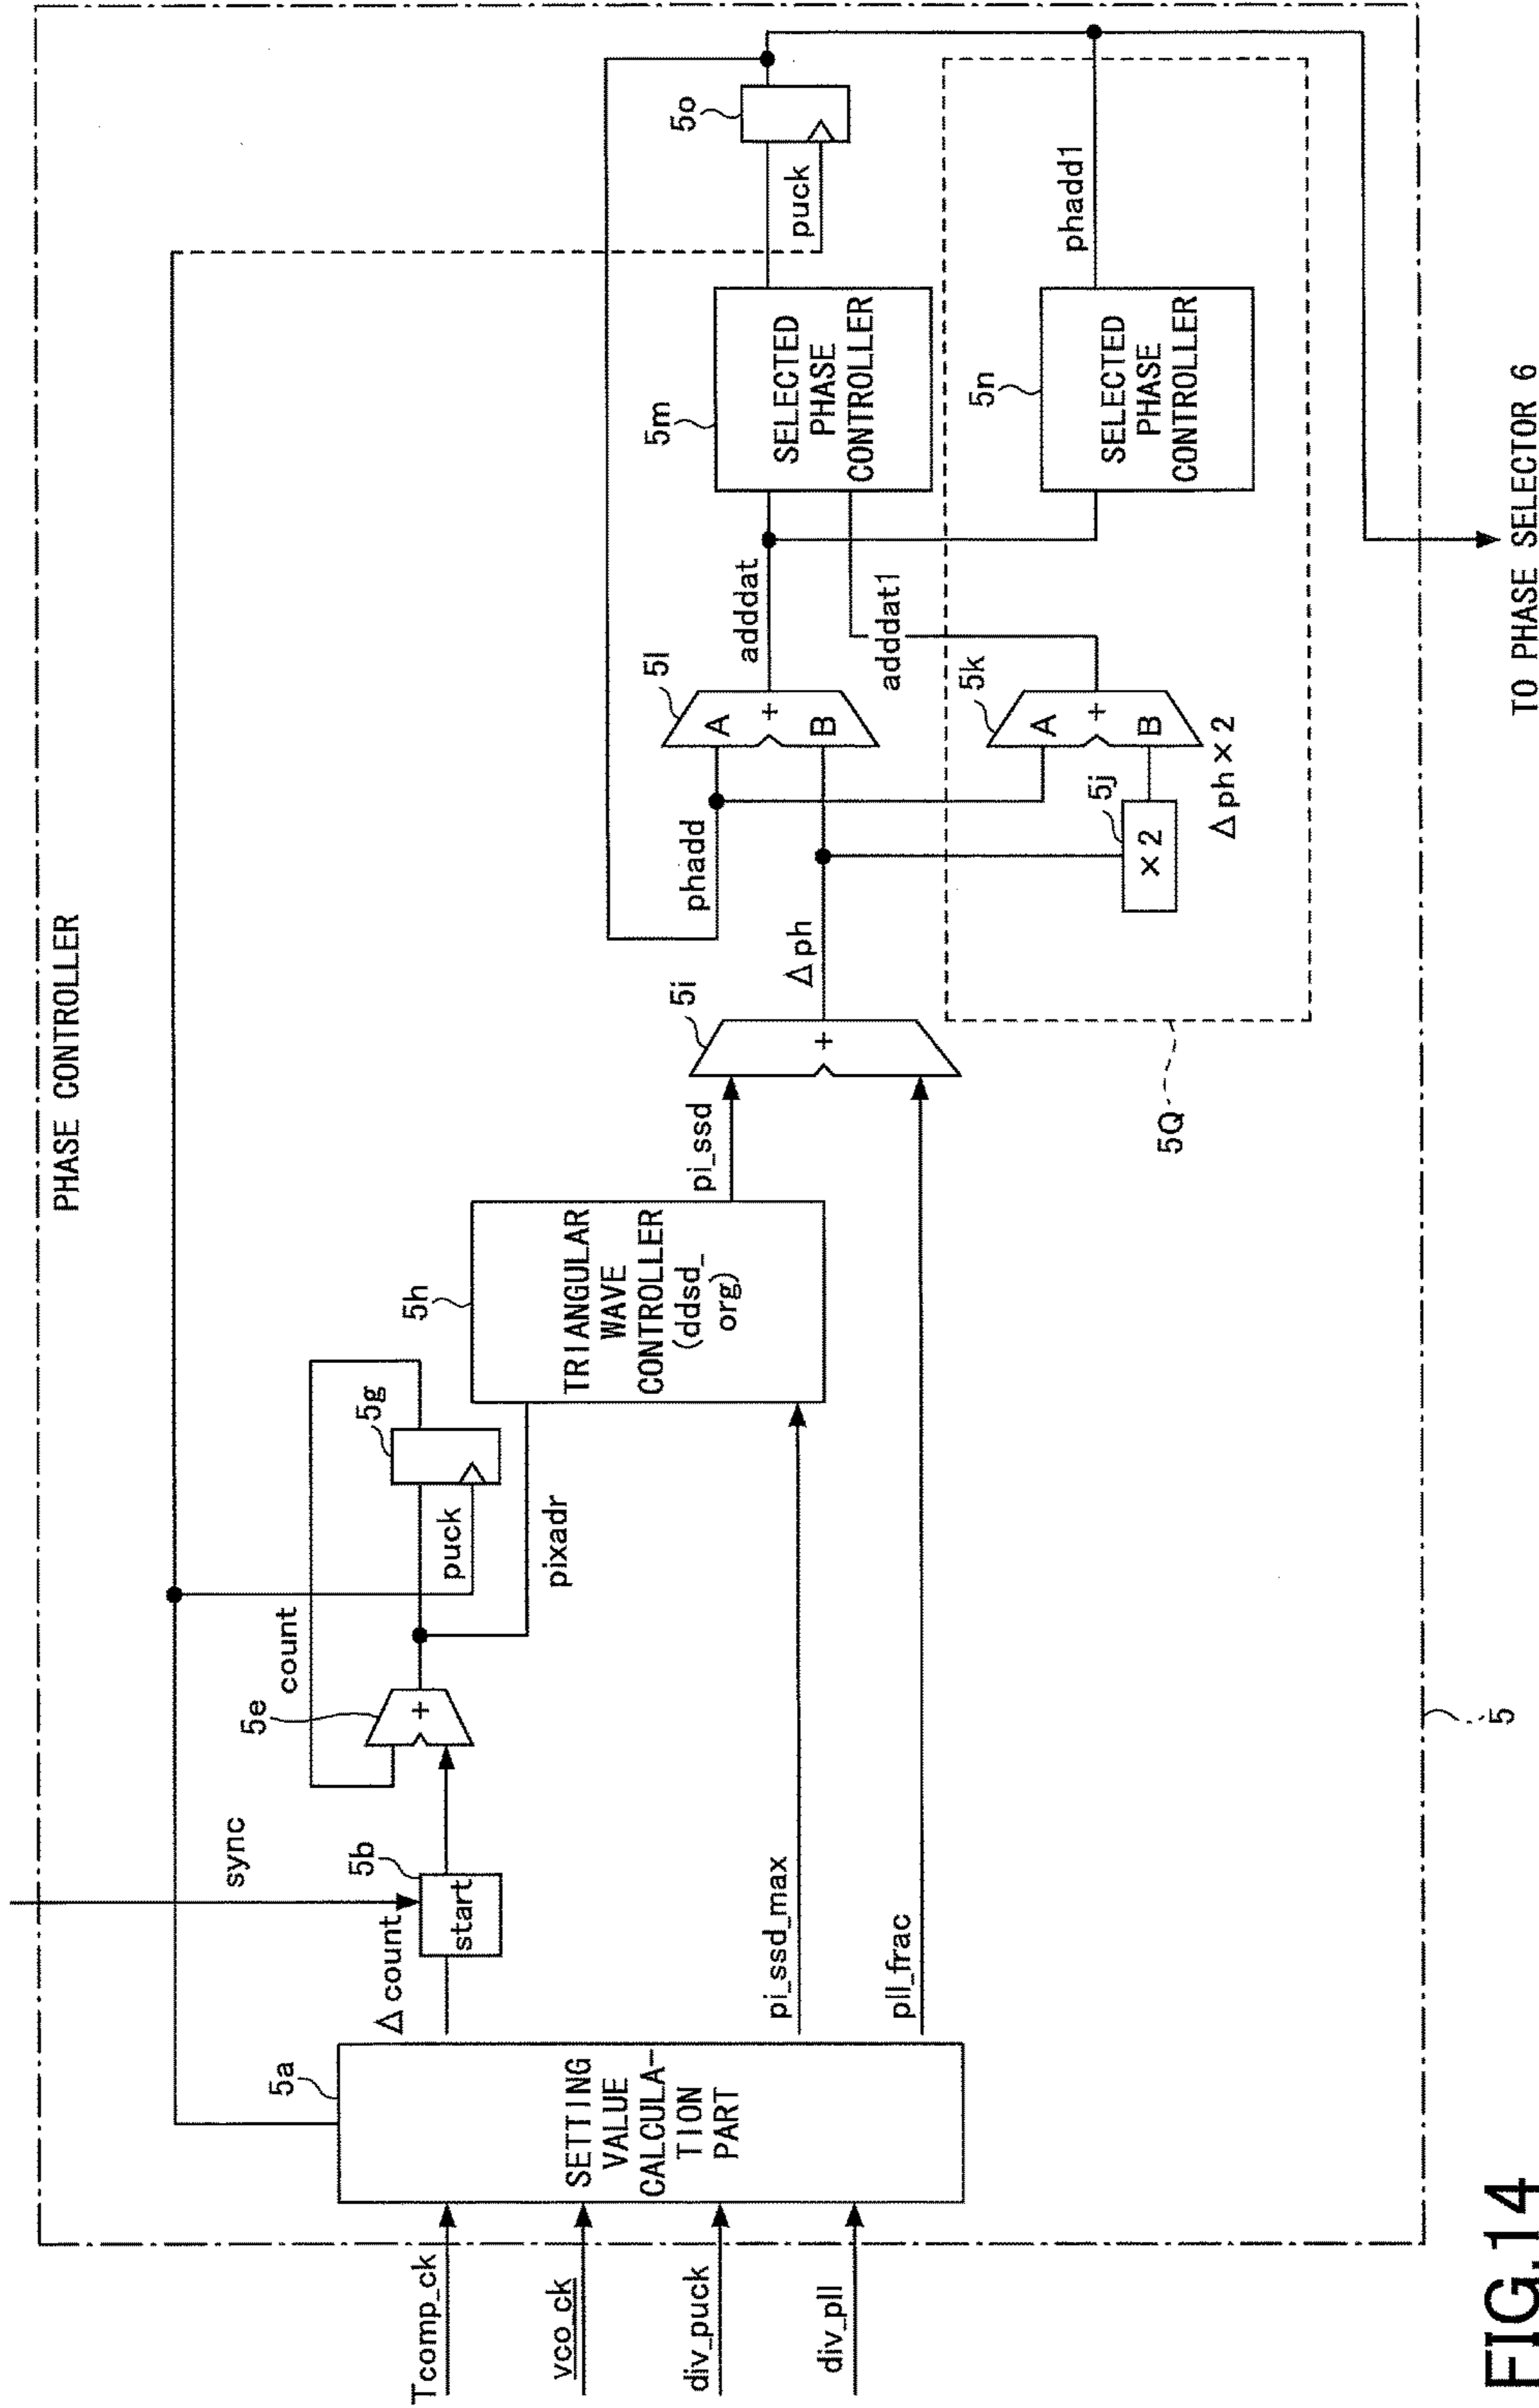 PHASE CONTROLLER
Tcomp_ck
vco_ck
div_puck
div_pll
5a
SETTING
VALUE
CALCULA-
TION
PART
Δcount
sync
5b
start
5e
count
puck
5g
pixadr
pi_ssd_max
pll_frac
5h
TRIANGULAR
WAVE
CONTROLLER
(ddsd_
org)
pi_ssd
5i
+
+
Δph
phadd
5l
A
+
B
adddat
5j
×2
Δph×2
5k
A
+
B
adddat1
5m
SELECTED
PHASE
CONTROLLER
5n
SELECTED
PHASE
CONTROLLER
puck
5o
phadd1
5Q
5
TO PHASE SELECTOR 6
FIG.14